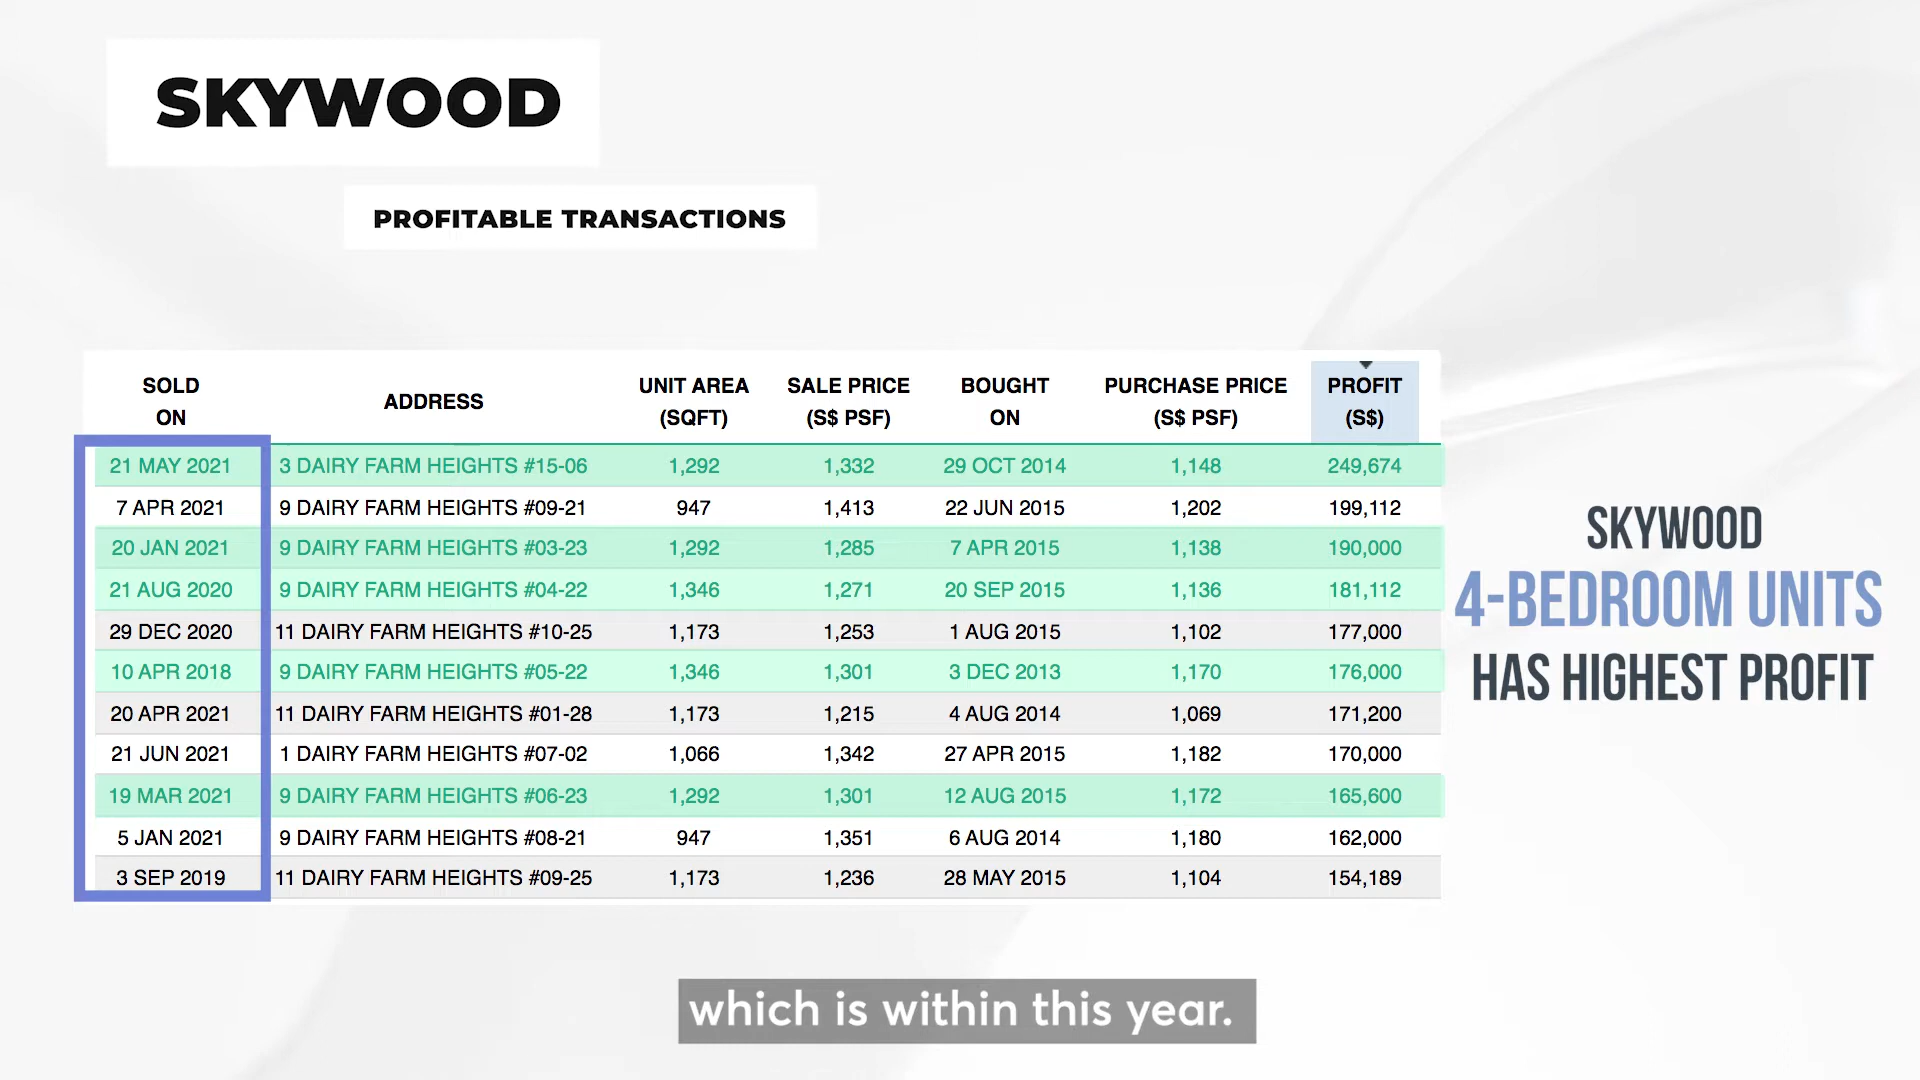 SKYWOOD
PROFITABLE TRANSACTIONS
SOLD ON ADDRESS UNIT AREA (SQFT) SALE PRICE (S$ PSF) BOUGHT ON PURCHASE PRICE (S$ PSF) PROFIT (S$)
21 MAY 2021 3 DAIRY FARM HEIGHTS #15-06 1,292 1,332 29 OCT 2014 1,148 249,674
7 APR 2021 9 DAIRY FARM HEIGHTS #09-21 947 1,413 22 JUN 2015 1,202 199,112
20 JAN 2021 9 DAIRY FARM HEIGHTS #03-23 1,292 1,285 7 APR 2015 1,138 190,000
21 AUG 2020 9 DAIRY FARM HEIGHTS #04-22 1,346 1,271 20 SEP 2015 1,136 181,112
29 DEC 2020 11 DAIRY FARM HEIGHTS #10-25 1,173 1,253 1 AUG 2015 1,102 177,000
10 APR 2018 9 DAIRY FARM HEIGHTS #05-22 1,346 1,301 3 DEC 2013 1,170 176,000
20 APR 2021 11 DAIRY FARM HEIGHTS #01-28 1,173 1,215 4 AUG 2014 1,069 171,200
21 JUN 2021 1 DAIRY FARM HEIGHTS #07-02 1,066 1,342 27 APR 2015 1,182 170,000
19 MAR 2021 9 DAIRY FARM HEIGHTS #06-23 1,292 1,301 12 AUG 2015 1,172 165,600
5 JAN 2021 9 DAIRY FARM HEIGHTS #08-21 947 1,351 6 AUG 2014 1,180 162,000
3 SEP 2019 11 DAIRY FARM HEIGHTS #09-25 1,173 1,236 28 MAY 2015 1,104 154,189
SKYWOOD
4-BEDROOM UNITS
HAS HIGHEST PROFIT
which is within this year.